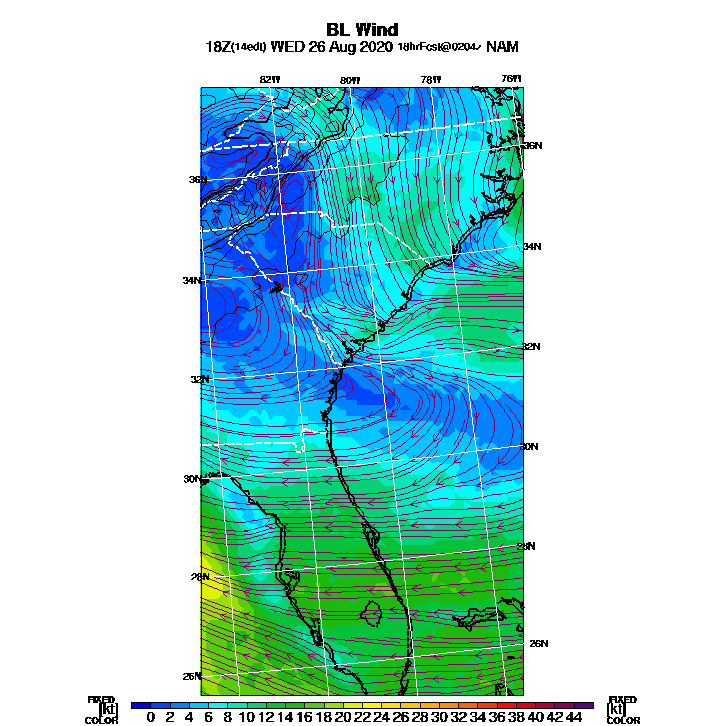 BL Wind
18Z(14edt) WED 26 Aug 2020 18hrFcst@0204z NAM
82W 80W 78W 76W
36N
36N
34N
34N
32N
32N
30N
30N
28N
28N
26N
26N
FIXED FIXED
[kt] 0 2 4 6 8 10 12 14 16 18 20 22 24 26 28 30 32 34 36 38 40 42 44 [kt]
COLOR COLOR